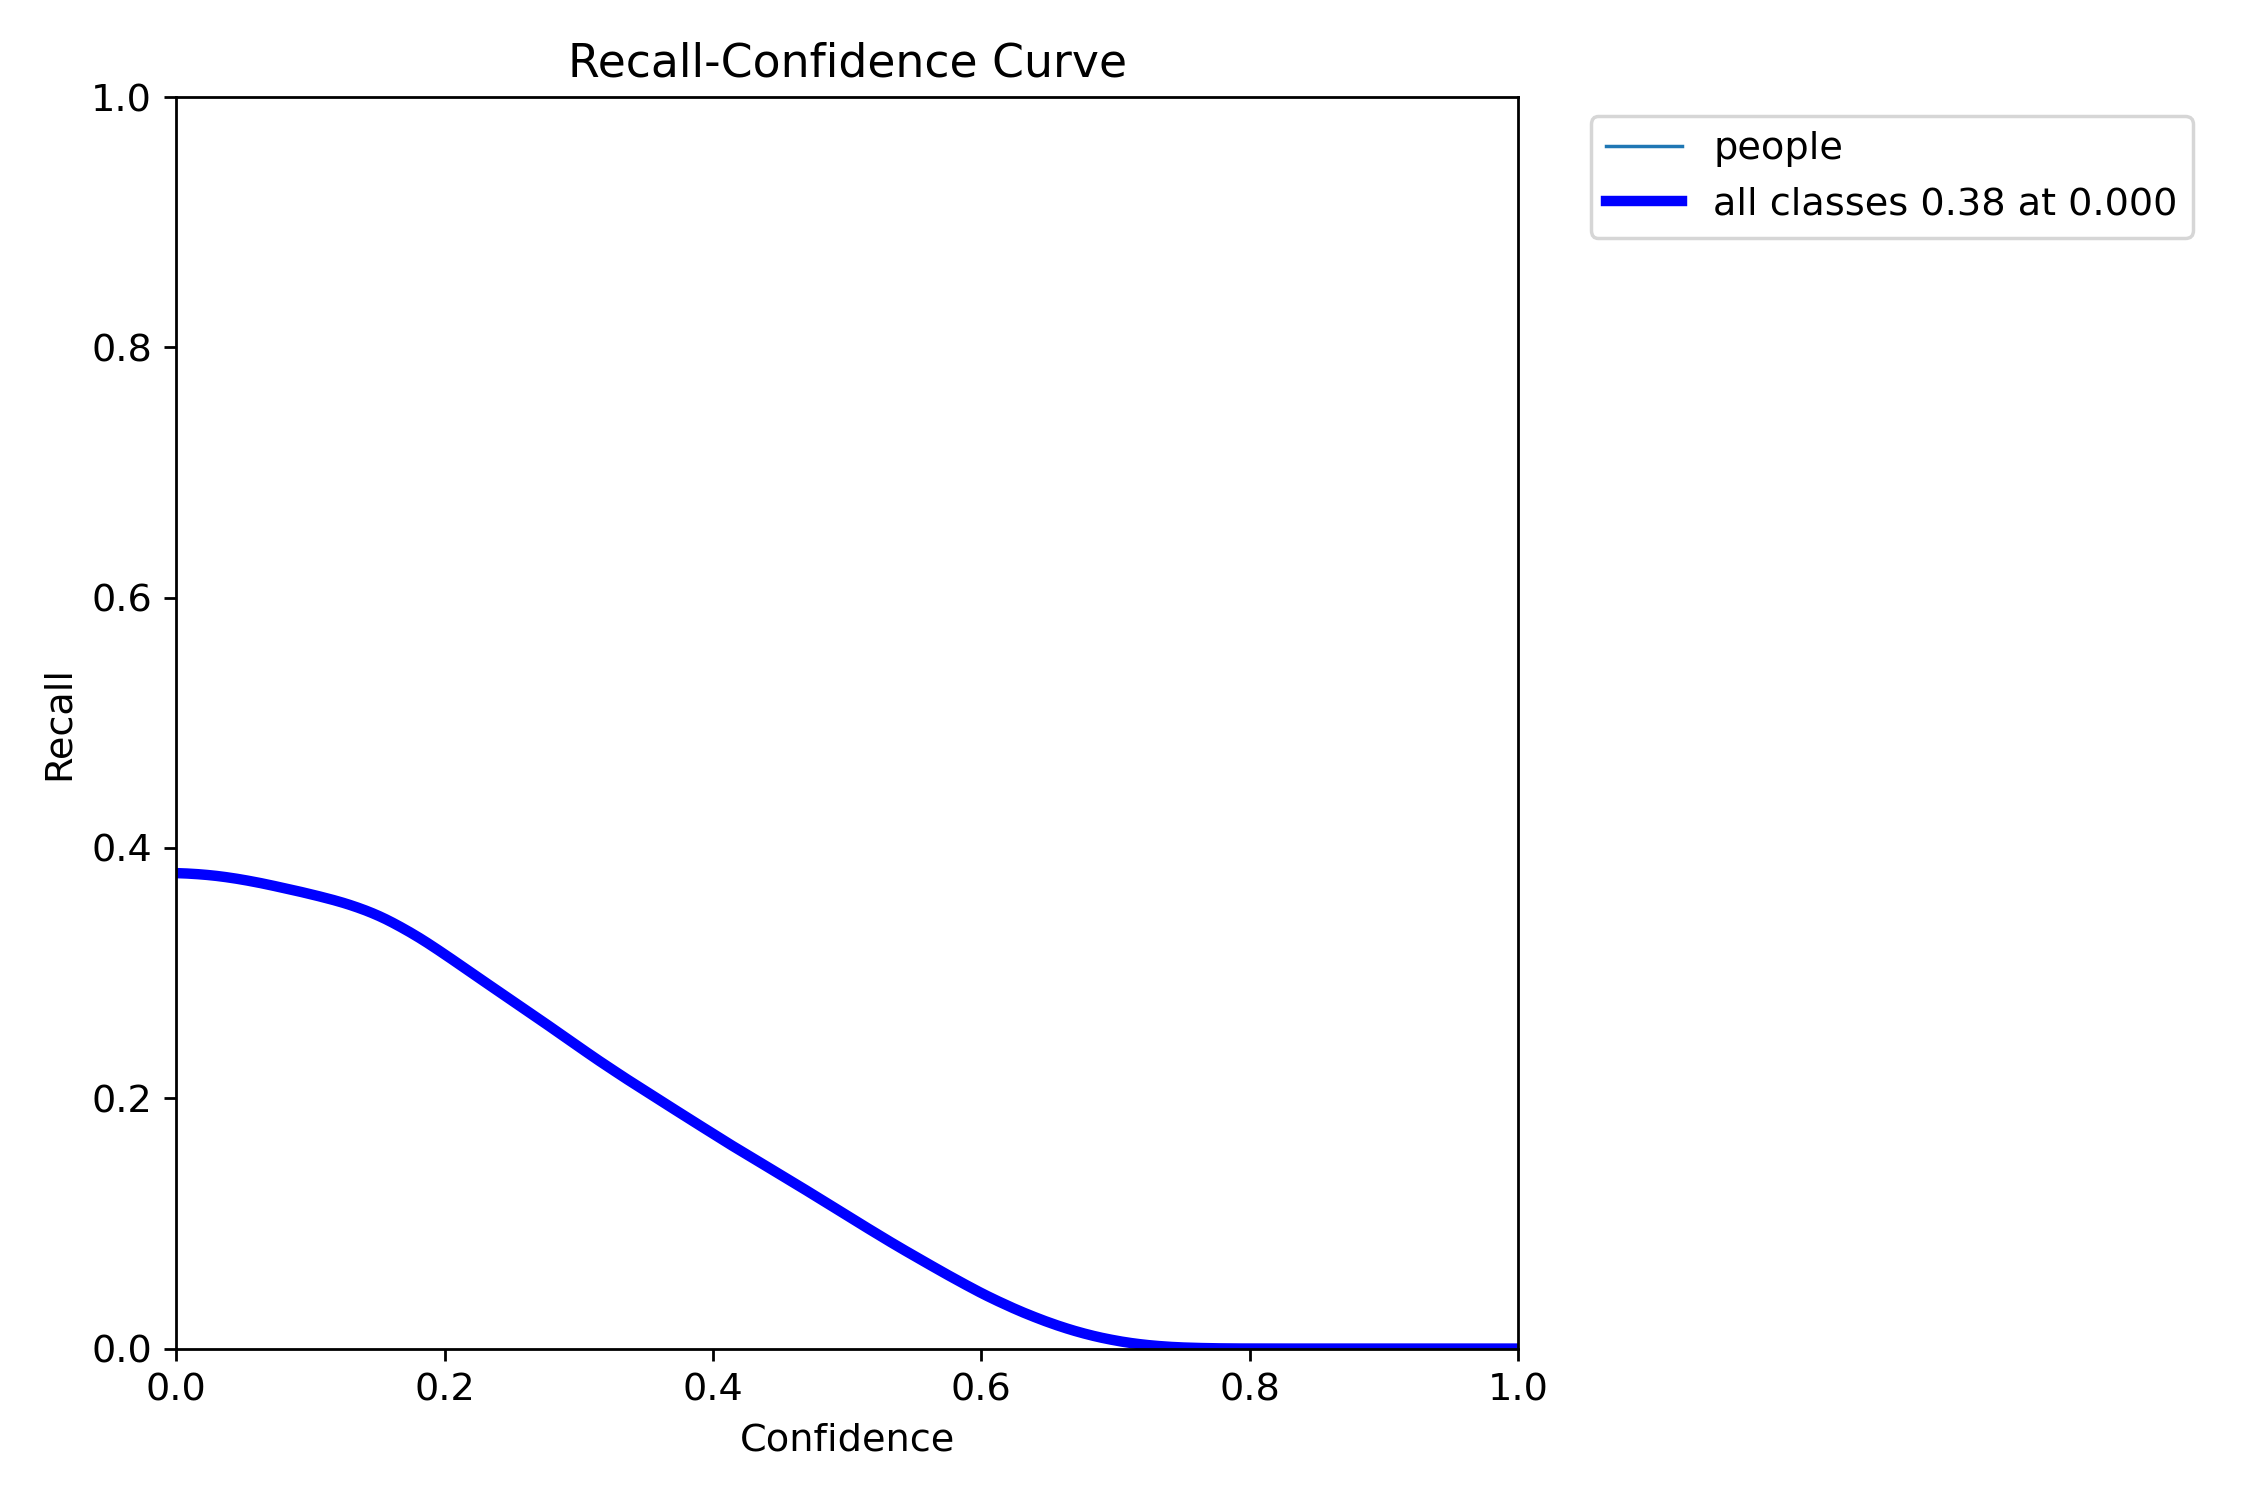 Recall-Confidence Curve
people
all classes 0.38 at 0.000
1.0
0.8
0.6
0.4
0.2
0.0
Recall
0.0 0.2 0.4 0.6 0.8 1.0
Confidence